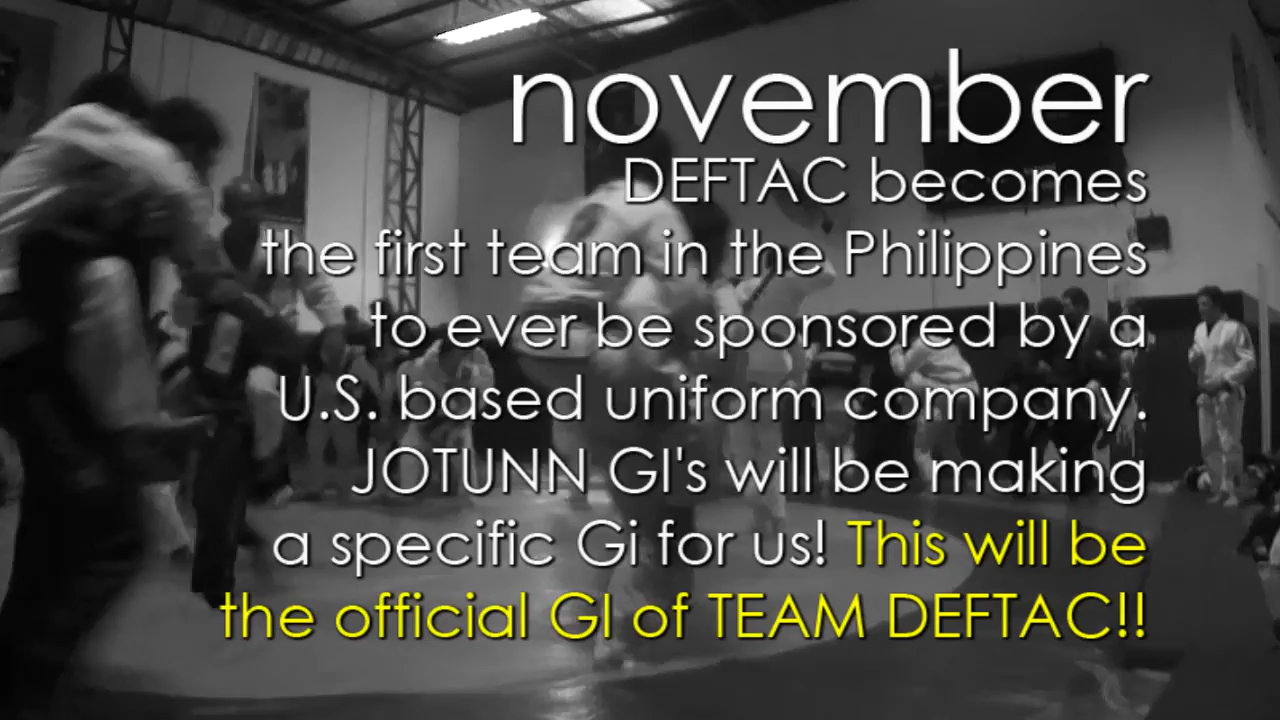 november
DEFTAC becomes
the first team in the Philippines
to ever be sponsored by a
U.S. based uniform company.
JOTUNN GI's will be making
a specific Gi for us! This will be
the official GI of TEAM DEFTAC!!